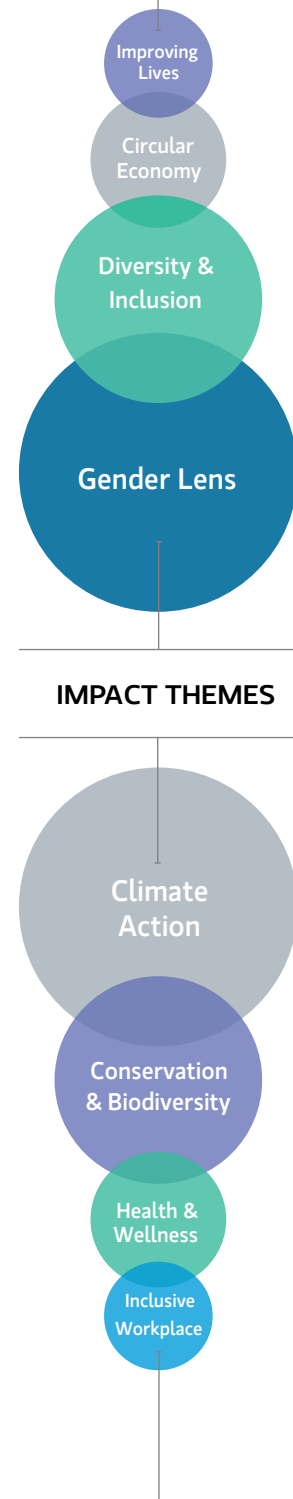 Improving
Lives
Circular
Economy
Diversity &
Inclusion
Gender Lens
IMPACT THEMES
Climate
Action
Conservation
& Biodiversity
Health &
Wellness
Inclusive
Workplace